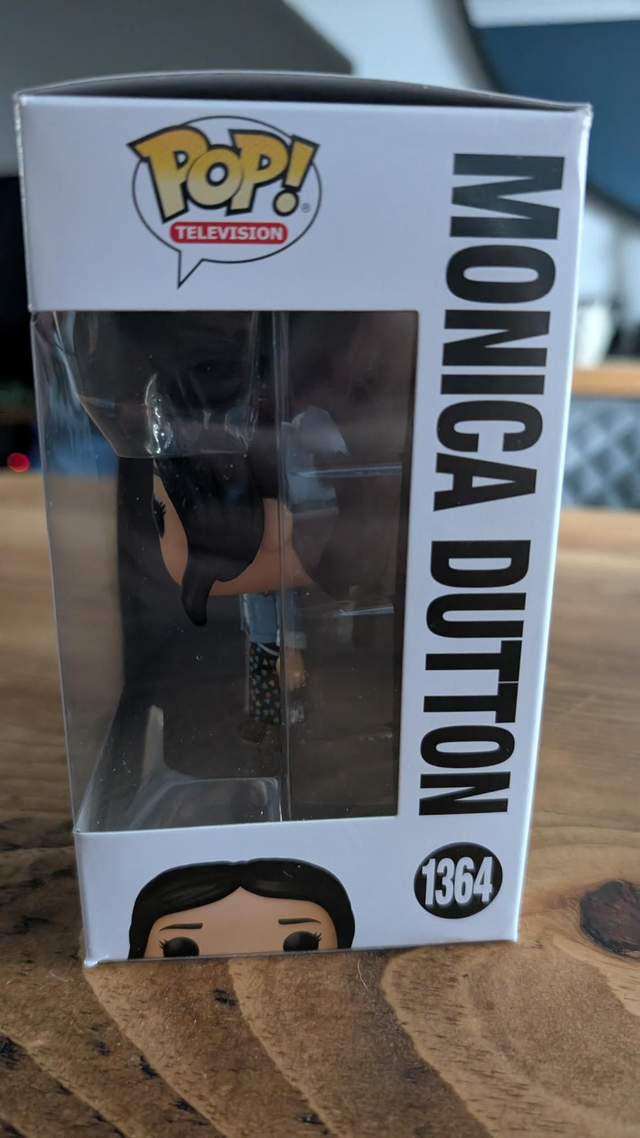 POP!
TELEVISION
MONICA DUTTON
1364